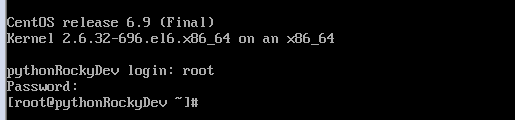 CentOS release 6.9 (Final)
Kernel 2.6.32-696.el6.x86_64 on an x86_64
pythonRockyDev login: root
Password:
[root@pythonRockyDev ~]#